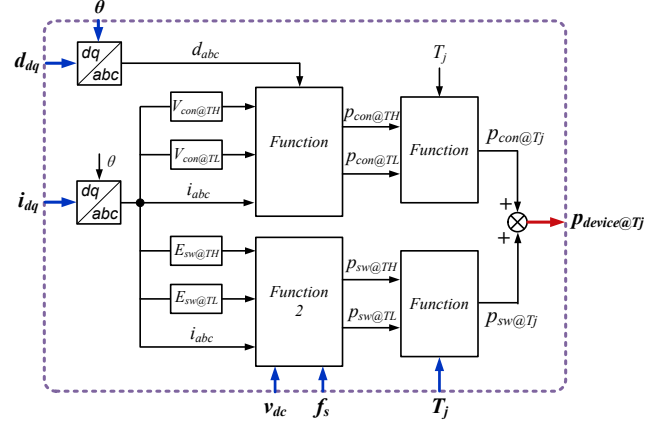 θ
d_dq
dq
abc
d_abc
T_j
V_con@TH
p_con@TH
Function
Function
p_con@Tj
V_con@TL
p_con@TL
θ
i_dq
dq
abc
i_abc
+
+
p_device@Tj
E_sw@TH
p_sw@TH
Function
2
Function
E_sw@TL
p_sw@TL
p_sw@Tj
i_abc
v_dc
f_s
T_j